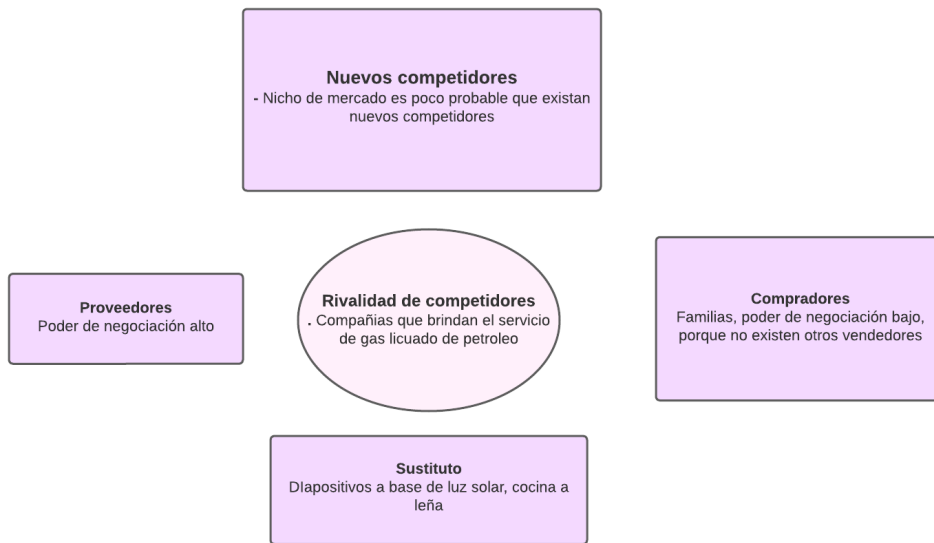 Nuevos competidores
- Nicho de mercado es poco probable que existan
nuevos competidores
Proveedores
Poder de negociación alto
Rivalidad de competidores
. Compañias que brindan el servicio
de gas licuado de petroleo
Compradores
Familias, poder de negociación bajo,
porque no existen otros vendedores
Sustituto
DIapositivos a base de luz solar, cocina a
leña